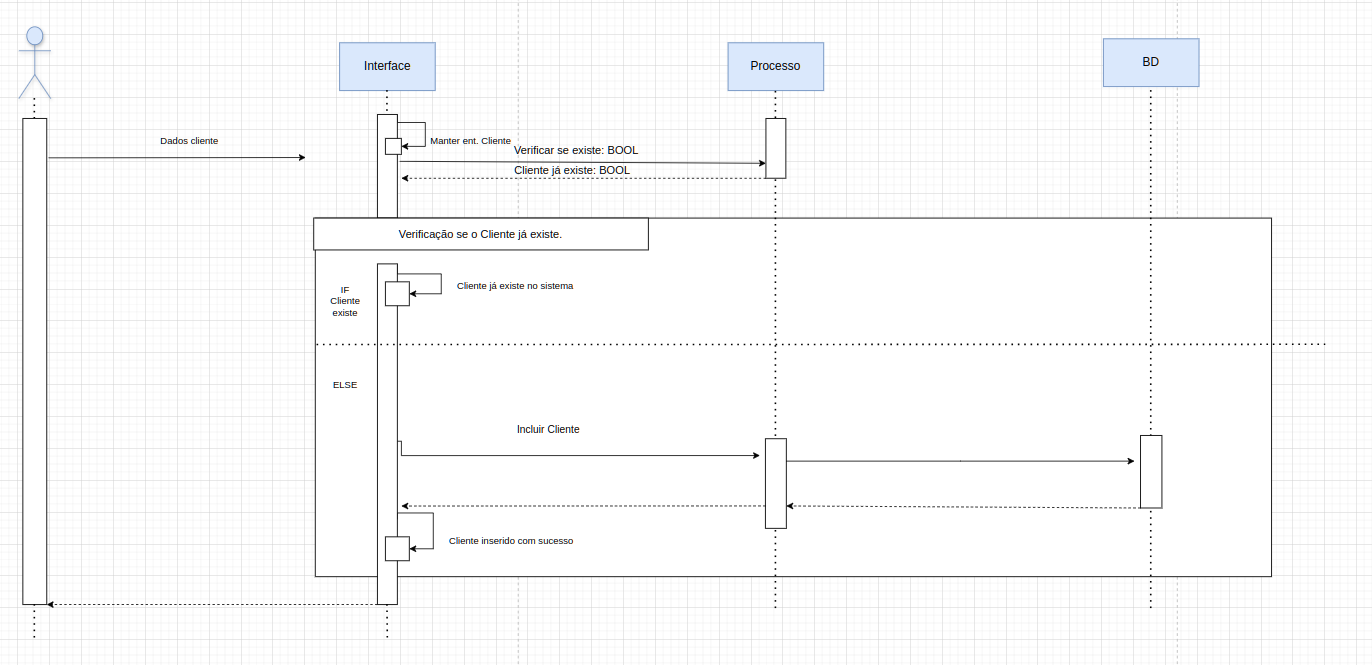 Interface
Processo
BD
Dados cliente
Manter ent. Cliente
Verificar se existe: BOOL
Cliente já existe: BOOL
Verificação se o Cliente já existe.
IF
Cliente
existe
Cliente já existe no sistema
ELSE
Incluir Cliente
Cliente inserido com sucesso